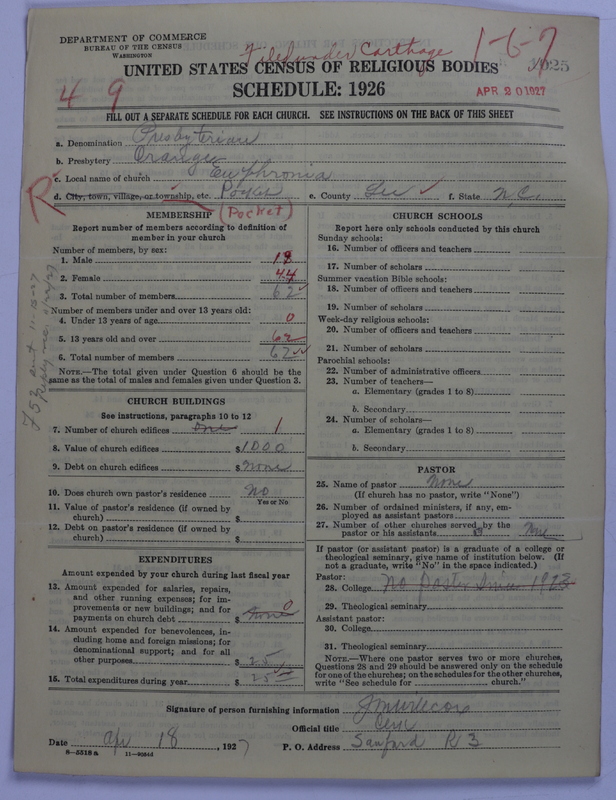 DEPARTMENT OF COMMERCE
BUREAU OF THE CENSUS
WASHINGTON
Filed under Carthage
1-6-7
UNITED STATES CENSUS OF RELIGIOUS BODIES
SCHEDULE: 1926
APR 20 1927
4 9
FILL OUT A SEPARATE SCHEDULE FOR EACH CHURCH. SEE INSTRUCTIONS ON THE BACK OF THIS SHEET
a. Denomination Presbyterian
b. Presbytery Orange
c. Local name of church Euphronia
d. City, town, village, or township, etc. Pocket e. County Lee f. State N.C.
R
(Pocket)
MEMBERSHIP
Report number of members according to definition of member in your church
Number of members, by sex:
1. Male 18
2. Female 44
3. Total number of members 62
Number of members under and over 13 years old:
4. Under 13 years of age 0
5. 13 years old and over 62
6. Total number of members 62
NOTE.—The total given under Question 6 should be the
same as the total of males and females given under Question 3.
CHURCH BUILDINGS
See instructions, paragraphs 10 to 12
7. Number of church edifices One 1
8. Value of church edifices $1000
9. Debt on church edifices $None
10. Does church own pastor's residence No
Yes or No
11. Value of pastor's residence (if owned by
church) $
12. Debt on pastor's residence (if owned by
church) $
EXPENDITURES
Amount expended by your church during last fiscal year
13. Amount expended for salaries, repairs,
and other running expenses; for im-
provements or new buildings; and for
payments on church debt $None 0
14. Amount expended for benevolences, in-
cluding home and foreign missions; for
denominational support; and for all
other purposes $25
15. Total expenditures during year $25
CHURCH SCHOOLS
Report here only schools conducted by this church
Sunday schools:
16. Number of officers and teachers
17. Number of scholars
Summer vacation Bible schools:
18. Number of officers and teachers
19. Number of scholars
Week-day religious schools:
20. Number of officers and teachers
21. Number of scholars
Parochial schools:
22. Number of administrative officers
23. Number of teachers—
a. Elementary (grades 1 to 8)
b. Secondary
24. Number of scholars—
a. Elementary (grades 1 to 8)
b. Secondary
PASTOR
25. Name of pastor None
(If church has no pastor, write "None")
26. Number of ordained ministers, if any, em-
ployed as assistant pastors
27. Number of other churches served by the
pastor or his assistants None
If pastor (or assistant pastor) is a graduate of a college or
theological seminary, give name of institution below. (If
not a graduate, write "No" in the space indicated.)
Pastor:
28. College No Pastor Since 1923
29. Theological seminary
Assistant pastor:
30. College
31. Theological seminary
NOTE.—Where one pastor serves two or more churches,
Questions 28 and 29 should be answered only on the schedule
for one of the churches; on the schedules for the other churches,
write "See schedule for church."
Signature of person furnishing information
Official title
Date Apr 18, 1927 P. O. Address Sanford R 3
8—5318a 11—9054d